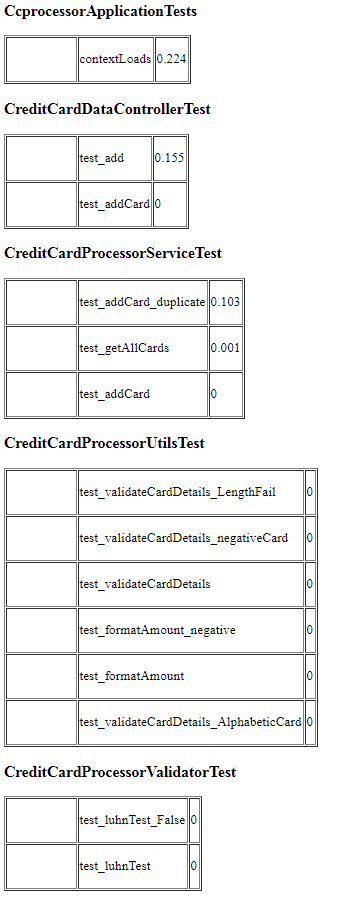 CcprocessorApplicationTests
contextLoads 0.224
CreditCardDataControllerTest
test_add 0.155
test_addCard 0
CreditCardProcessorServiceTest
test_addCard_duplicate 0.103
test_getAllCards 0.001
test_addCard 0
CreditCardProcessorUtilsTest
test_validateCardDetails_LengthFail 0
test_validateCardDetails_negativeCard 0
test_validateCardDetails 0
test_formatAmount_negative 0
test_formatAmount 0
test_validateCardDetails_AlphabeticCard 0
CreditCardProcessorValidatorTest
test_luhnTest_False 0
test_luhnTest 0